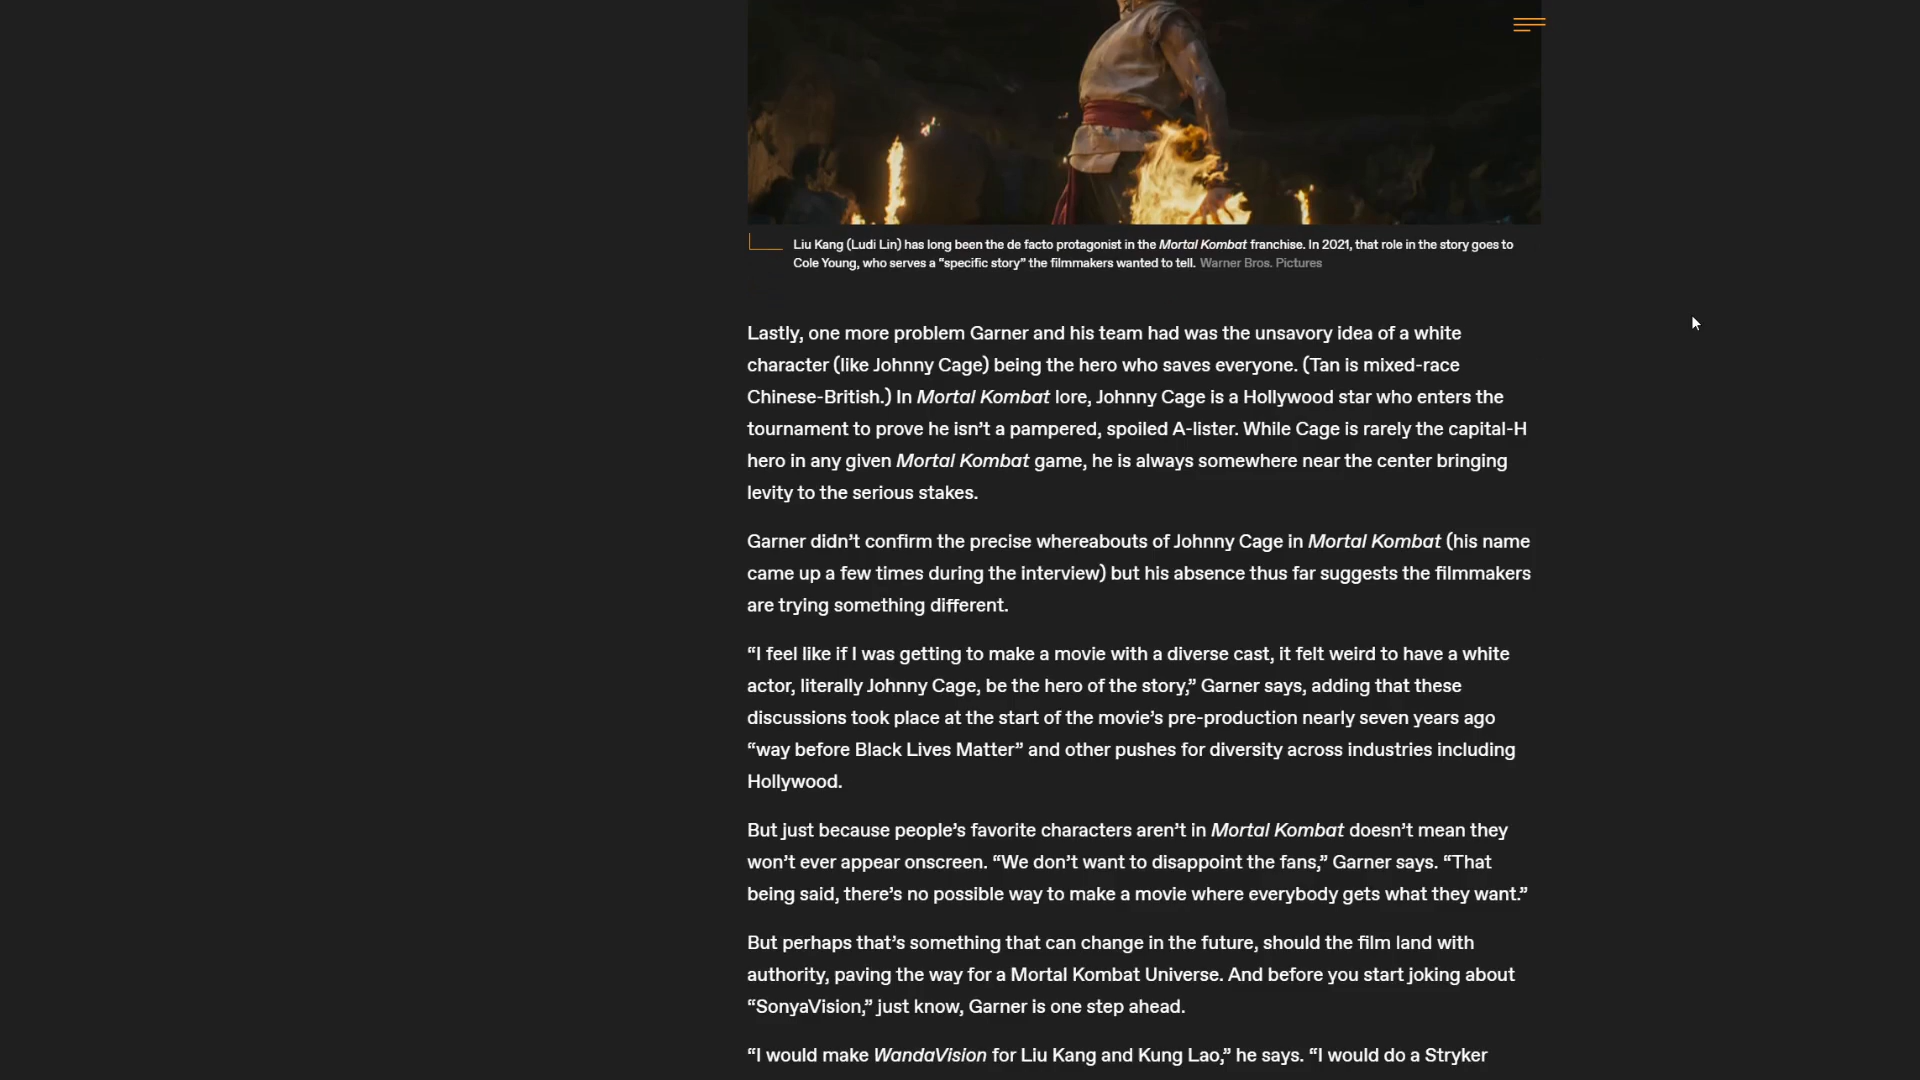 Liu Kang (Ludi Lin) has long been the de facto protagonist in the Mortal Kombat franchise. In 2021, that role in the story goes to
Cole Young, who serves a “specific story” the filmmakers wanted to tell. Warner Bros. Pictures
Lastly, one more problem Garner and his team had was the unsavory idea of a white
character (like Johnny Cage) being the hero who saves everyone. (Tan is mixed-race
Chinese-British.) In Mortal Kombat lore, Johnny Cage is a Hollywood star who enters the
tournament to prove he isn’t a pampered, spoiled A-lister. While Cage is rarely the capital-H
hero in any given Mortal Kombat game, he is always somewhere near the center bringing
levity to the serious stakes.
Garner didn’t confirm the precise whereabouts of Johnny Cage in Mortal Kombat (his name
came up a few times during the interview) but his absence thus far suggests the filmmakers
are trying something different.
“I feel like if I was getting to make a movie with a diverse cast, it felt weird to have a white
actor, literally Johnny Cage, be the hero of the story,” Garner says, adding that these
discussions took place at the start of the movie’s pre-production nearly seven years ago
“way before Black Lives Matter” and other pushes for diversity across industries including
Hollywood.
But just because people’s favorite characters aren’t in Mortal Kombat doesn’t mean they
won’t ever appear onscreen. “We don’t want to disappoint the fans,” Garner says. “That
being said, there’s no possible way to make a movie where everybody gets what they want.”
But perhaps that’s something that can change in the future, should the film land with
authority, paving the way for a Mortal Kombat Universe. And before you start joking about
“SonyaVision,” just know, Garner is one step ahead.
“I would make WandaVision for Liu Kang and Kung Lao,” he says. “I would do a Stryker